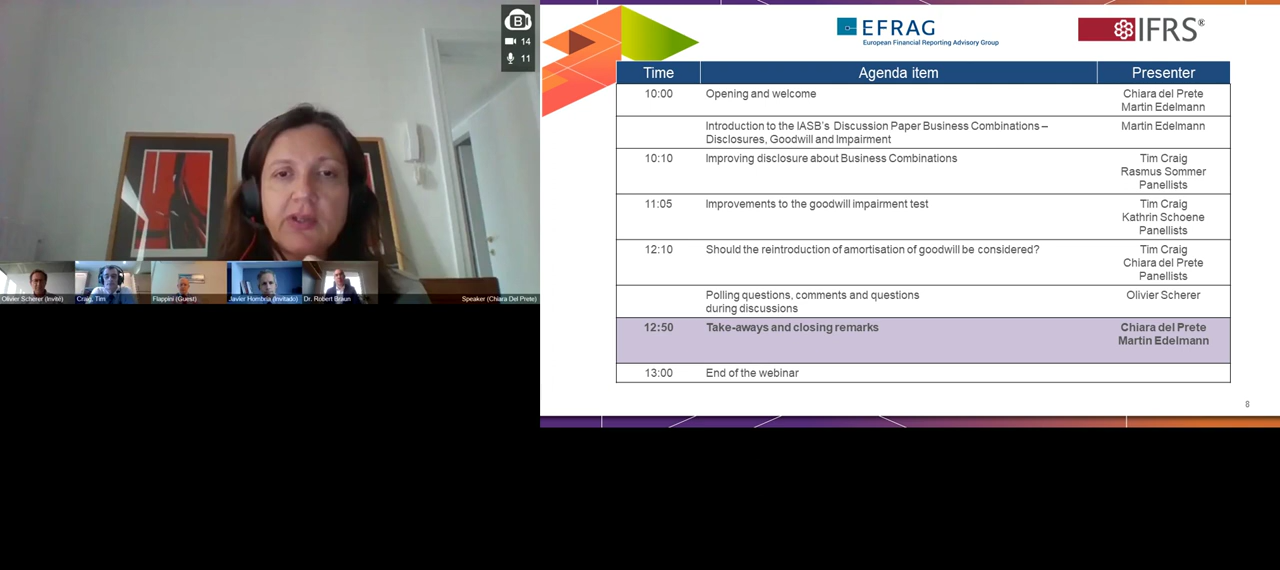 B
14
11
Olivier Scherer (Invité)
Craig, Tim
Flappini (Guest)
Javier Hombria (Invitado)
Dr. Robert Braun
Speaker (Chiara Del Prete)
EFRAG
European Financial Reporting Advisory Group
IFRS®
Time
Agenda item
Presenter
10:00
Opening and welcome
Chiara del Prete
Martin Edelmann
Introduction to the IASB's Discussion Paper Business Combinations –
Disclosures, Goodwill and Impairment
Martin Edelmann
10:10
Improving disclosure about Business Combinations
Tim Craig
Rasmus Sommer
Panellists
11:05
Improvements to the goodwill impairment test
Tim Craig
Kathrin Schoene
Panellists
12:10
Should the reintroduction of amortisation of goodwill be considered?
Tim Craig
Chiara del Prete
Panellists
Polling questions, comments and questions
during discussions
Olivier Scherer
12:50
Take-aways and closing remarks
Chiara del Prete
Martin Edelmann
13:00
End of the webinar
8